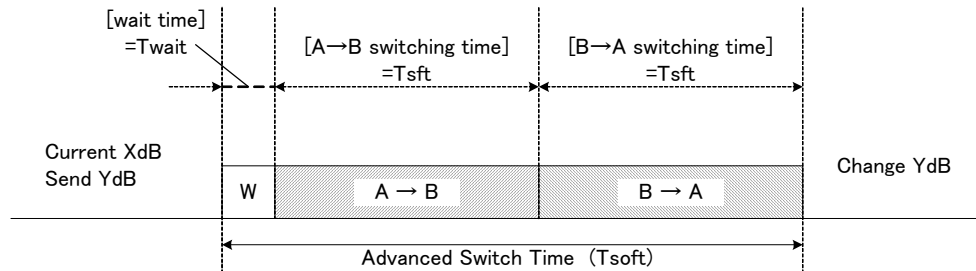 [wait time]
=Twait
[A→B switching time]
=Tsft
[B→A switching time]
=Tsft
Current XdB
Send YdB
W
A → B
B → A
Change YdB
Advanced Switch Time (Tsoft)